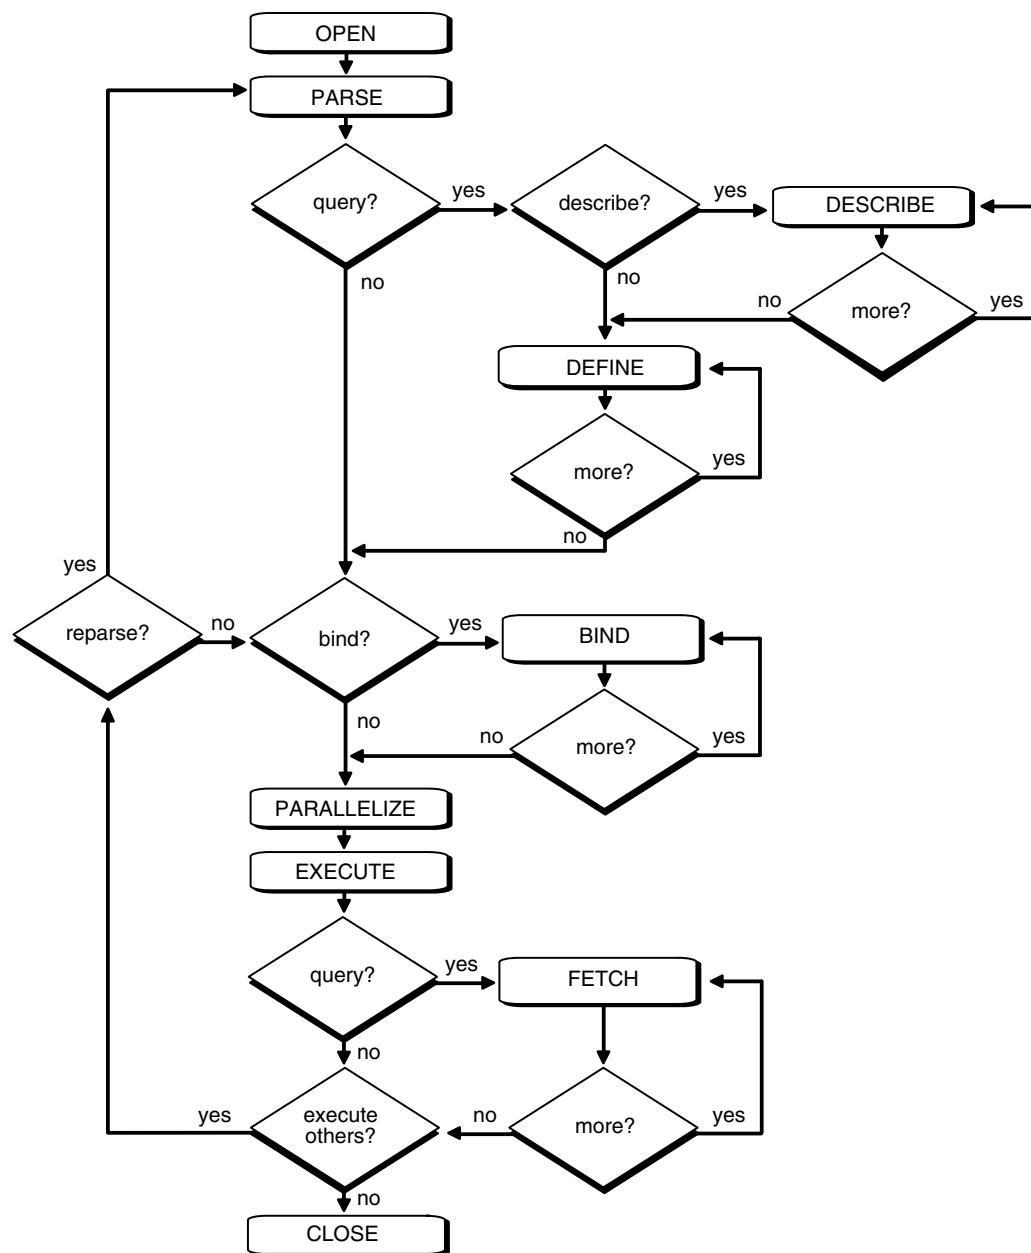 OPEN
PARSE
query?
yes
describe?
yes
DESCRIBE
no
no
no
more?
yes
DEFINE
more?
yes
no
yes
reparse?
no
bind?
yes
BIND
no
no
more?
yes
PARALLELIZE
EXECUTE
query?
yes
FETCH
no
yes
execute
others?
no
more?
yes
no
CLOSE